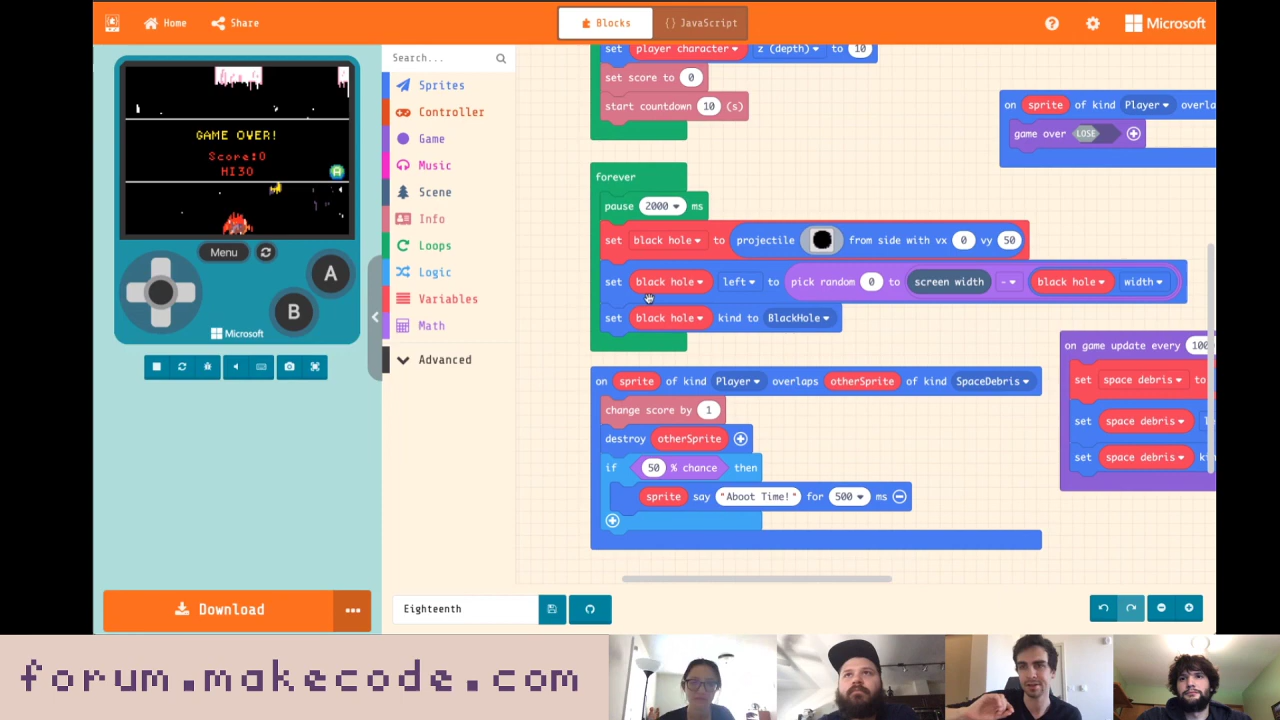 Home
Share
Blocks
JavaScript
Microsoft
GAME OVER!
Score:0
HI30
A
Menu
A
B
Microsoft
Download
Search...
Sprites
Controller
Game
Music
Scene
Info
Loops
Logic
Variables
Math
Advanced
set player character z (depth) to 10
set score to 0
start countdown 10 (s)
on sprite of kind Player overla
game over LOSE
forever
pause 2000 ms
set black hole to projectile from side with vx 0 vy 50
set black hole left to pick random 0 to screen width - black hole width
set black hole kind to BlackHole
on sprite of kind Player overlaps otherSprite of kind SpaceDebris
change score by 1
destroy otherSprite
if 50 % chance then
sprite say "Aboot Time!" for 500 ms
on game update every 100
set space debris to
set space debris
set space debris
Eighteenth
forum.makecode.com